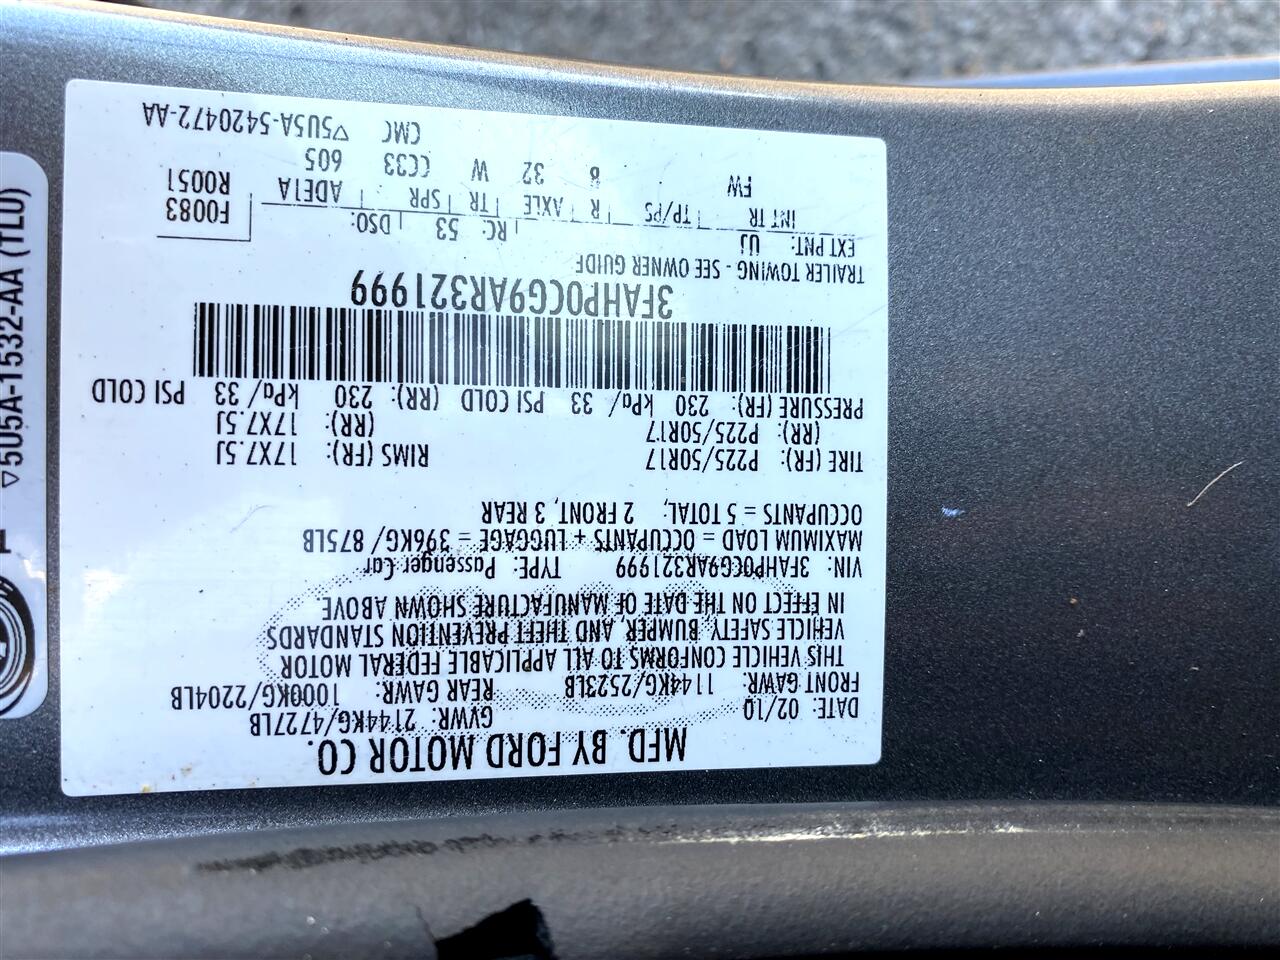 MFD. BY FORD MOTOR CO.
DATE: 02/10 GVWR: 2144KG/4727LB
FRONT GAWR: 1144KG/2523LB REAR GAWR: 1000KG/2204LB
THIS VEHICLE CONFORMS TO ALL APPLICABLE FEDERAL MOTOR
VEHICLE SAFETY, BUMPER, AND THEFT PREVENTION STANDARDS
IN EFFECT ON THE DATE OF MANUFACTURE SHOWN ABOVE
VIN: 3FAHP0CG9AR321999 TYPE: Passenger Car
MAXIMUM LOAD = OCCUPANTS + LUGGAGE = 396KG/ 875LB
OCCUPANTS = 5 TOTAL; 2 FRONT, 3 REAR
TIRE (FR): P225/50R17 RIMS (FR): 17X7.5J
(RR): P225/50R17 (RR): 17X7.5J
PRESSURE (FR): 230 kPa/ 33 PSI COLD (RR): 230 kPa/ 33 PSI COLD
3FAHP0CG9AR321999
TRAILER TOWING - SEE OWNER GUIDE
EXT PNT: UJ RC: 53 DSO: F0083
INT TR TP/PS R AXLE TR SPR ADE1A R0051
FW 8 32 W CC33 605
CMC ▽5U5A-5420472-AA
▽5U5A-1532-AA (TLU)